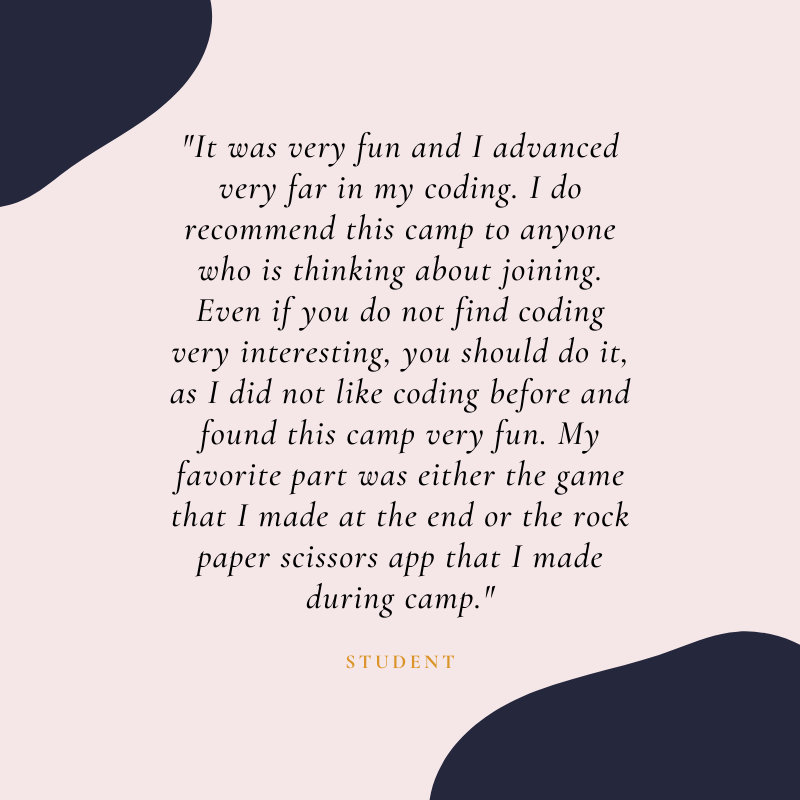 "It was very fun and I advanced
very far in my coding. I do
recommend this camp to anyone
who is thinking about joining.
Even if you do not find coding
very interesting, you should do it,
as I did not like coding before and
found this camp very fun. My
favorite part was either the game
that I made at the end or the rock
paper scissors app that I made
during camp."
STUDENT